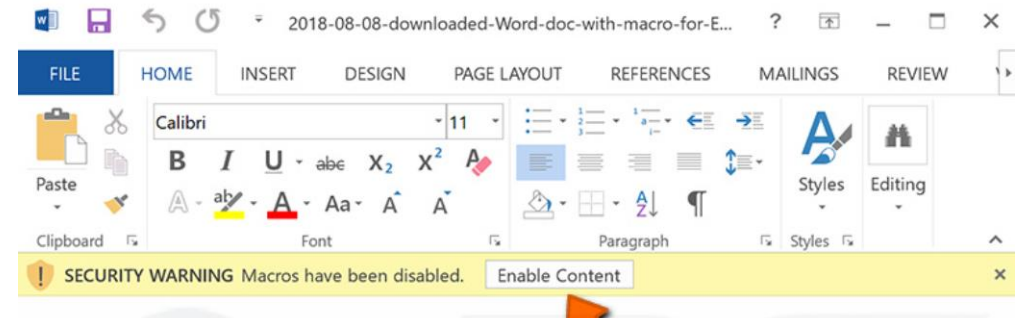 2018-08-08-downloaded-Word-doc-with-macro-for-E... ?
FILE HOME INSERT DESIGN PAGE LAYOUT REFERENCES MAILINGS REVIEW
Calibri 11
B I U abc X₂ X² A
Paste
A ab A Aa A A
A Z
Styles Editing
Clipboard Font Paragraph Styles
SECURITY WARNING Macros have been disabled. Enable Content